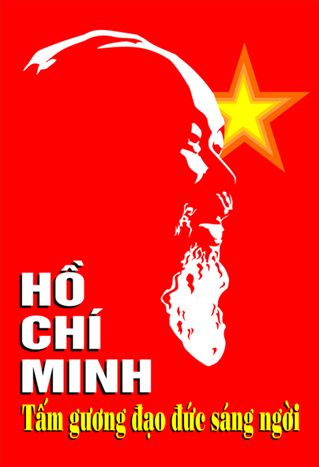 HỒ
CHÍ
MINH
Tấm gương đạo đức sáng ngời